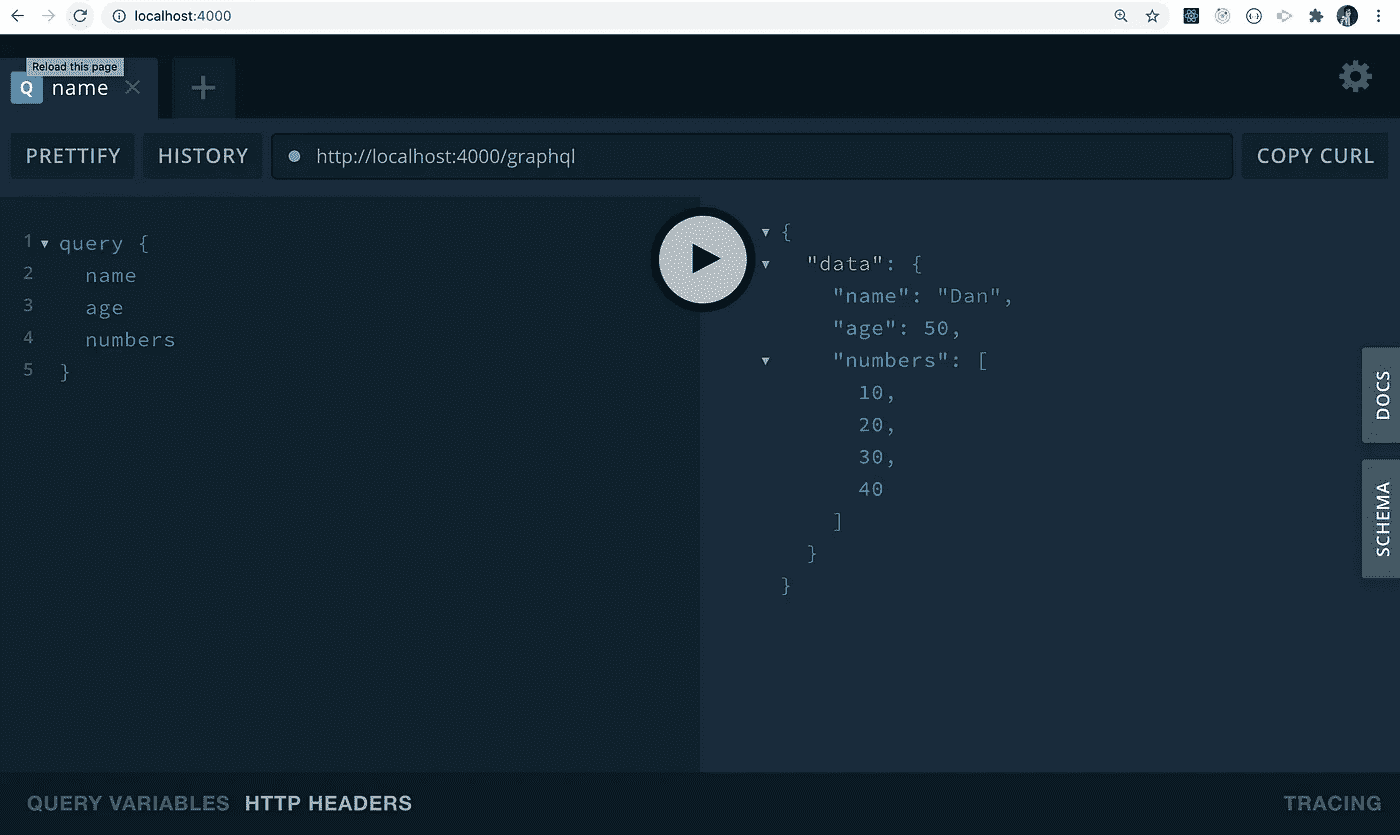 localhost:4000
Reload this page
Q name
PRETTIFY HISTORY http://localhost:4000/graphql COPY CURL
1 query {
2 name
3 age
4 numbers
5 }
{
"data": {
"name": "Dan",
"age": 50,
"numbers": [
10,
20,
30,
40
]
}
}
DOCS
SCHEMA
QUERY VARIABLES HTTP HEADERS TRACING